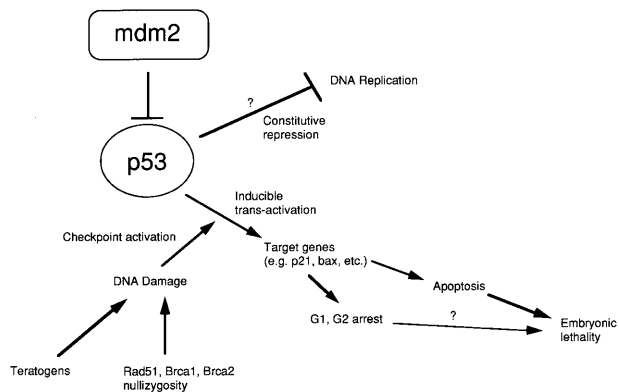 mdm2
DNA Replication
?
Constitutive
repression
p53
Inducible
trans-activation
Checkpoint activation
Target genes
(e.g. p21, bax, etc.)
DNA Damage
Apoptosis
G1, G2 arrest
?
Embryonic
lethality
Teratogens
Rad51, Brca1, Brca2
nullizygosity